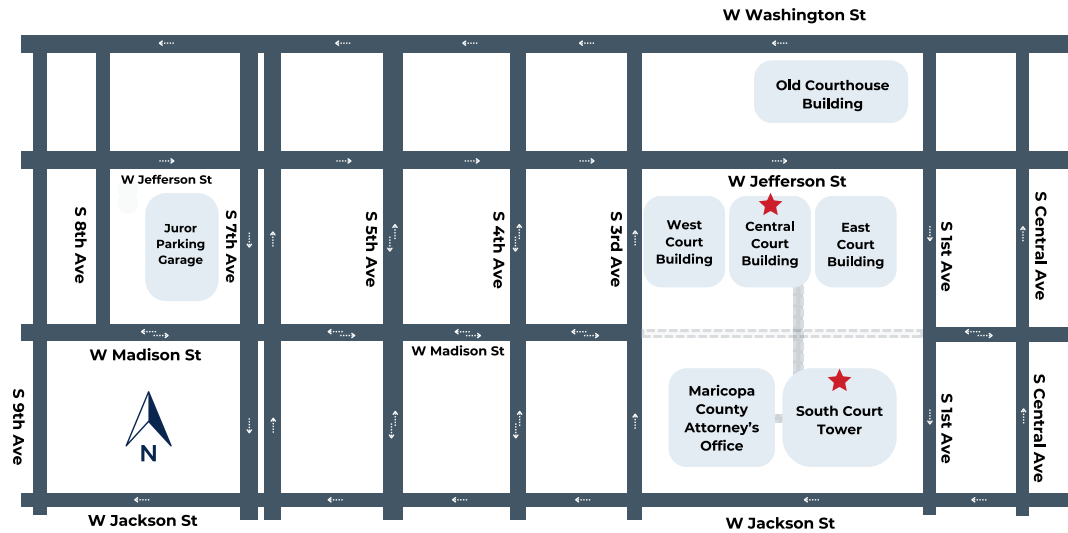 W Washington St
Old Courthouse
Building
W Jefferson St
W Jefferson St
S 8th Ave
Juror
Parking
Garage
S 7th Ave
S 5th Ave
S 4th Ave
S 3rd Ave
West
Court
Building
Central
Court
Building
East
Court
Building
S 1st Ave
S Central Ave
W Madison St
W Madison St
S 9th Ave
N
Maricopa
County
Attorney's
Office
South Court
Tower
S 1st Ave
S Central Ave
W Jackson St
W Jackson St